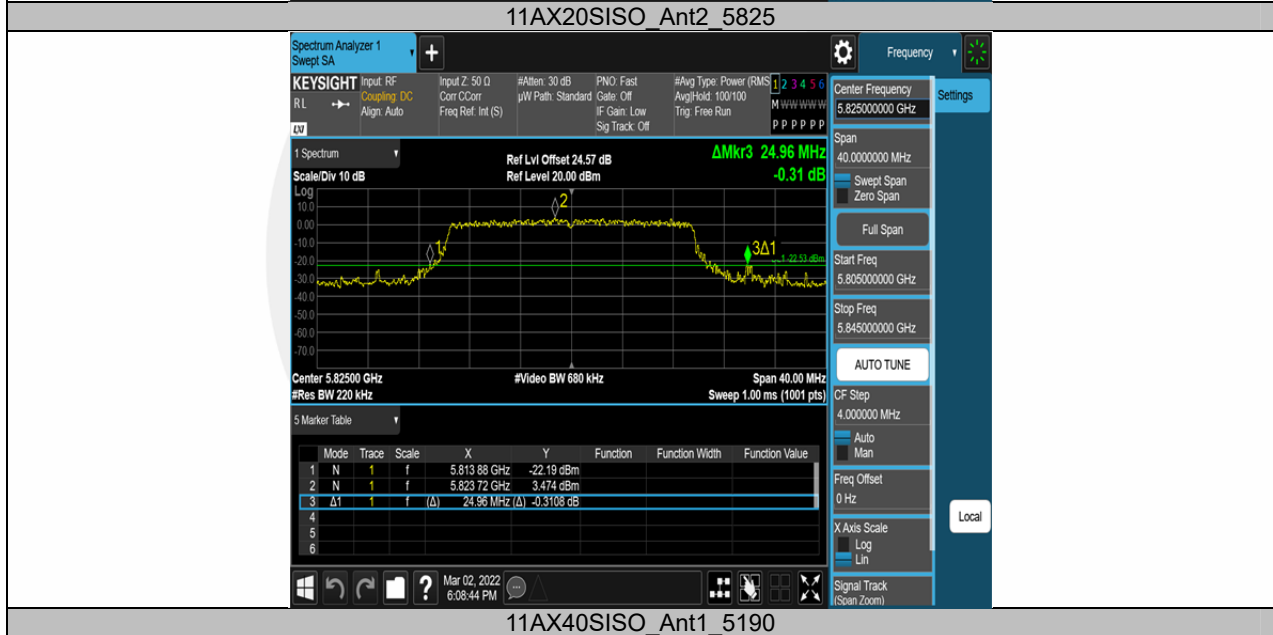 11AX20SISO_Ant2_5825
Spectrum Analyzer 1
Swept SA
+
Frequency
KEYSIGHT
RL
LXI
Input: RF
Coupling: DC
Align: Auto
Input Z: 50 Ω
Corr CCorr
Freq Ref: Int (S)
#Atten: 30 dB
µW Path: Standard
PNO: Fast
Gate: Off
IF Gain: Low
Sig Track: Off
#Avg Type: Power (RMS
Avg|Hold: 100/100
Trig: Free Run
1 2 3 4 5 6
M W W W W W
P P P P P P
Center Frequency
5.825000000 GHz
Settings
Span
40.0000000 MHz
Swept Span
Zero Span
Full Span
Start Freq
5.805000000 GHz
Stop Freq
5.845000000 GHz
AUTO TUNE
CF Step
4.000000 MHz
Auto
Man
Freq Offset
0 Hz
X Axis Scale
Log
Lin
Signal Track
(Span Zoom)
Local
1 Spectrum
Scale/Div 10 dB
Ref Lvl Offset 24.57 dB
Ref Level 20.00 dBm
ΔMkr3 24.96 MHz
-0.31 dB
Log
10.0
0.00
-10.0
-20.0
-30.0
-40.0
-50.0
-60.0
-70.0
1
2
3Δ1
-22.53 dBm
Center 5.82500 GHz
#Video BW 680 kHz
Span 40.00 MHz
#Res BW 220 kHz
Sweep 1.00 ms (1001 pts)
5 Marker Table
Mode Trace Scale X Y Function Function Width Function Value
1 N 1 f 5.813 88 GHz -22.19 dBm
2 N 1 f 5.823 72 GHz 3.474 dBm
3 Δ1 1 f (Δ) 24.96 MHz (Δ) -0.3108 dB
4
5
6
?
Mar 02, 2022
6:08:44 PM
11AX40SISO_Ant1_5190